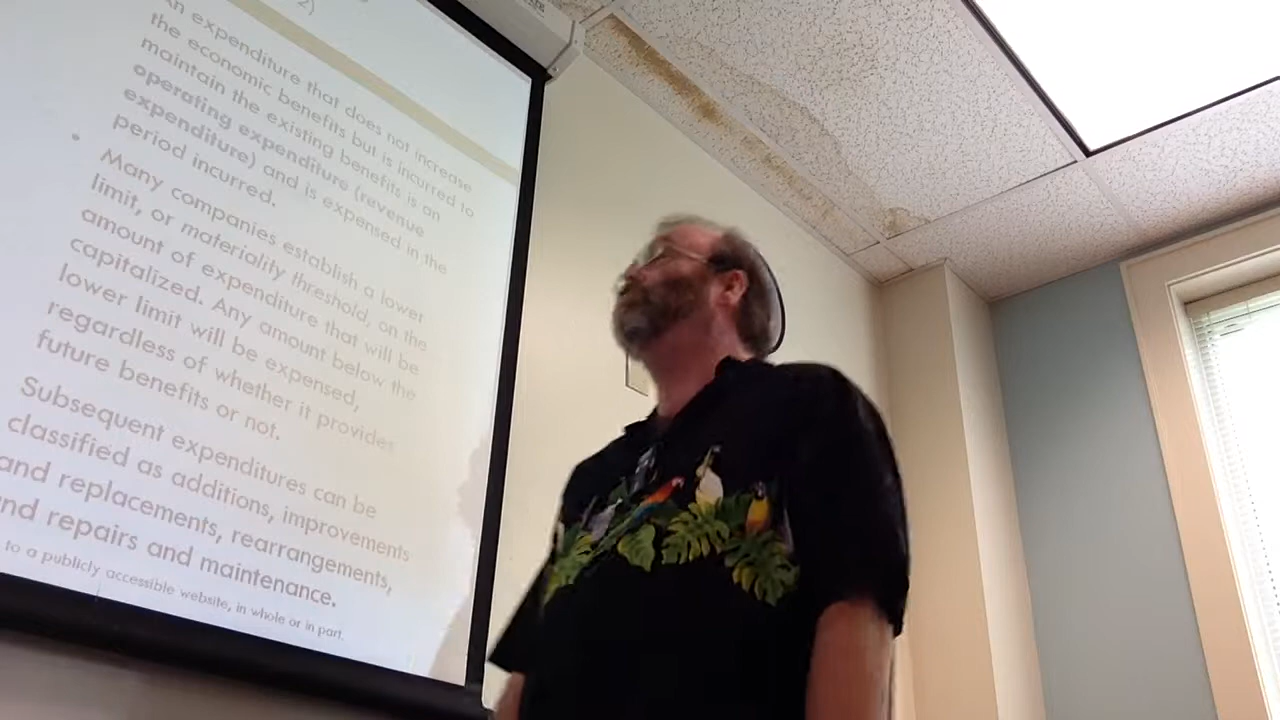 2)
An expenditure that does not increase
the economic benefits but is incurred to
maintain the existing benefits is an
operating expenditure (revenue
expenditure) and is expensed in the
period incurred.
• Many companies establish a lower
limit, or materiality threshold, on the
amount of expenditure that will be
capitalized. Any amount below the
lower limit will be expensed,
regardless of whether it provides
future benefits or not.
Subsequent expenditures can be
classified as additions, improvements
and replacements, rearrangements,
and repairs and maintenance.
to a publicly accessible website, in whole or in part.